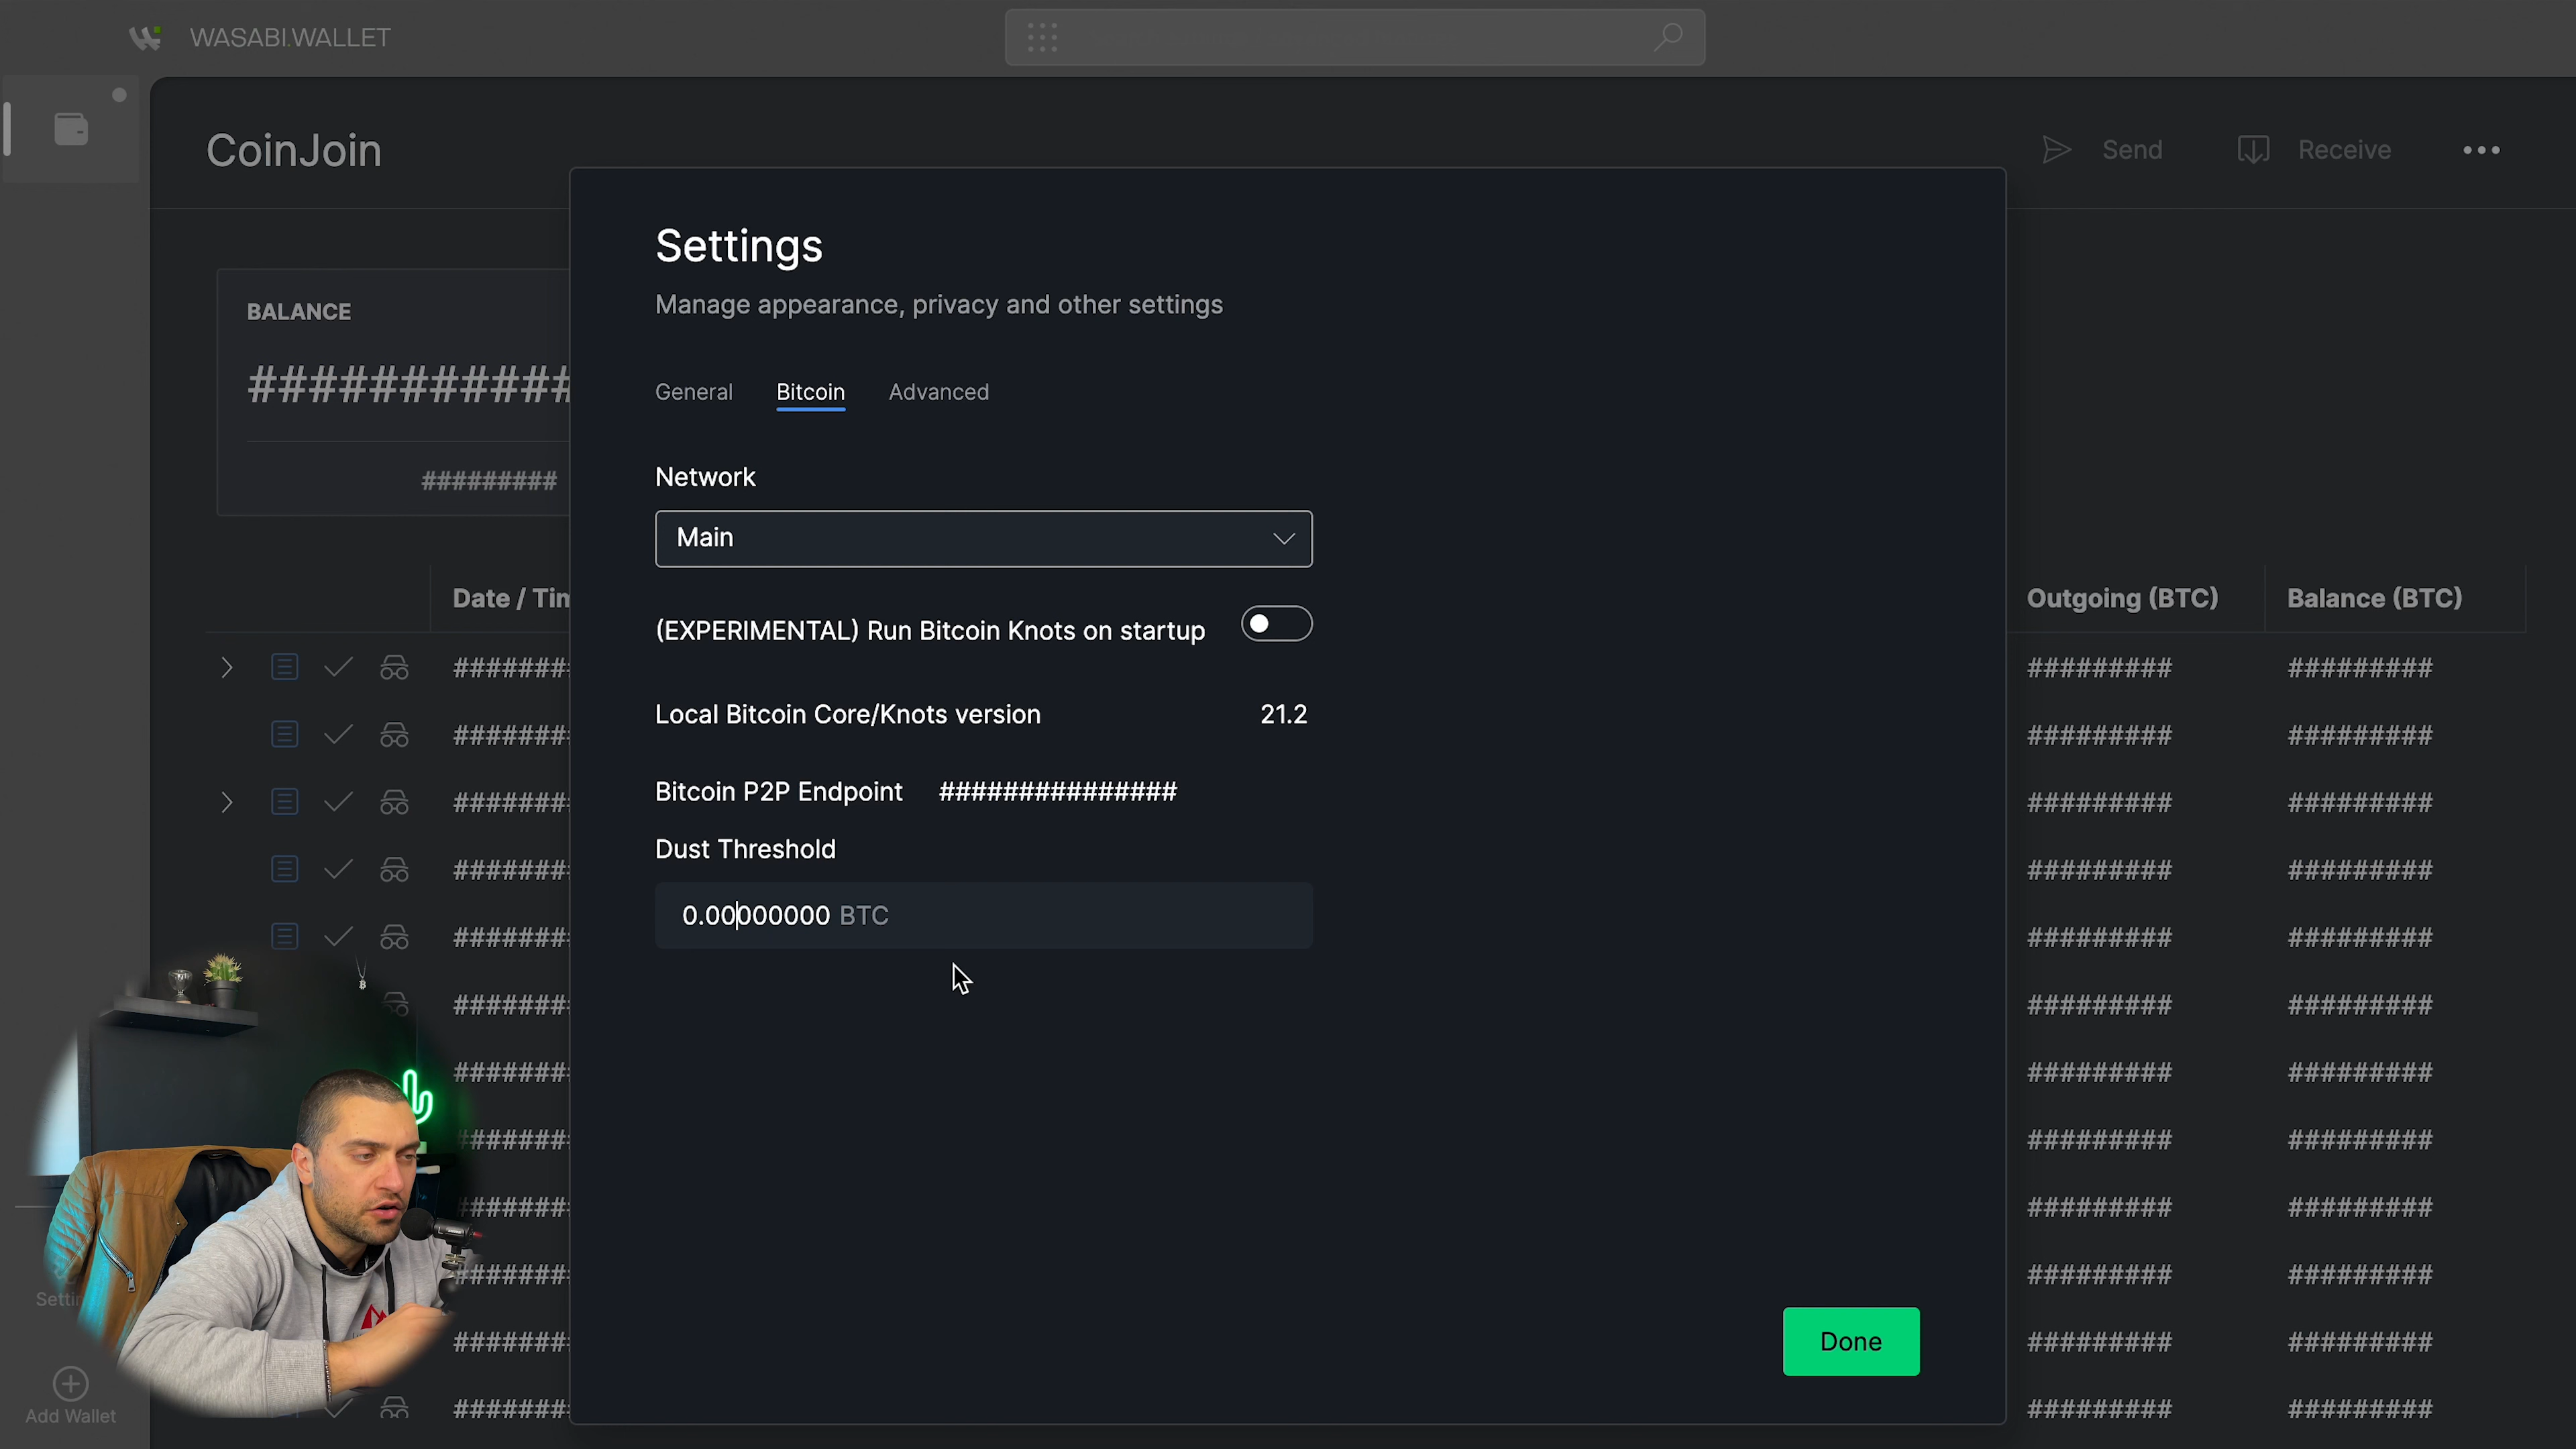 WASABI.WALLET
CoinJoin
Send
Receive
Settings
Manage appearance, privacy and other settings
BALANCE
###########
#########
General Bitcoin Advanced
Network
Main
(EXPERIMENTAL) Run Bitcoin Knots on startup
Local Bitcoin Core/Knots version 21.2
Bitcoin P2P Endpoint ###############
Dust Threshold
0.00000000 BTC
Done
Date / Tim Outgoing (BTC) Balance (BTC)
######## ######### #########
######## ######### #########
######## ######### #########
######## ######### #########
######## ######### #########
######## ######### #########
######## ######### #########
######## ######### #########
######## ######### #########
######## ######### #########
######## ######### #########
######## ######### #########
Add Wallet